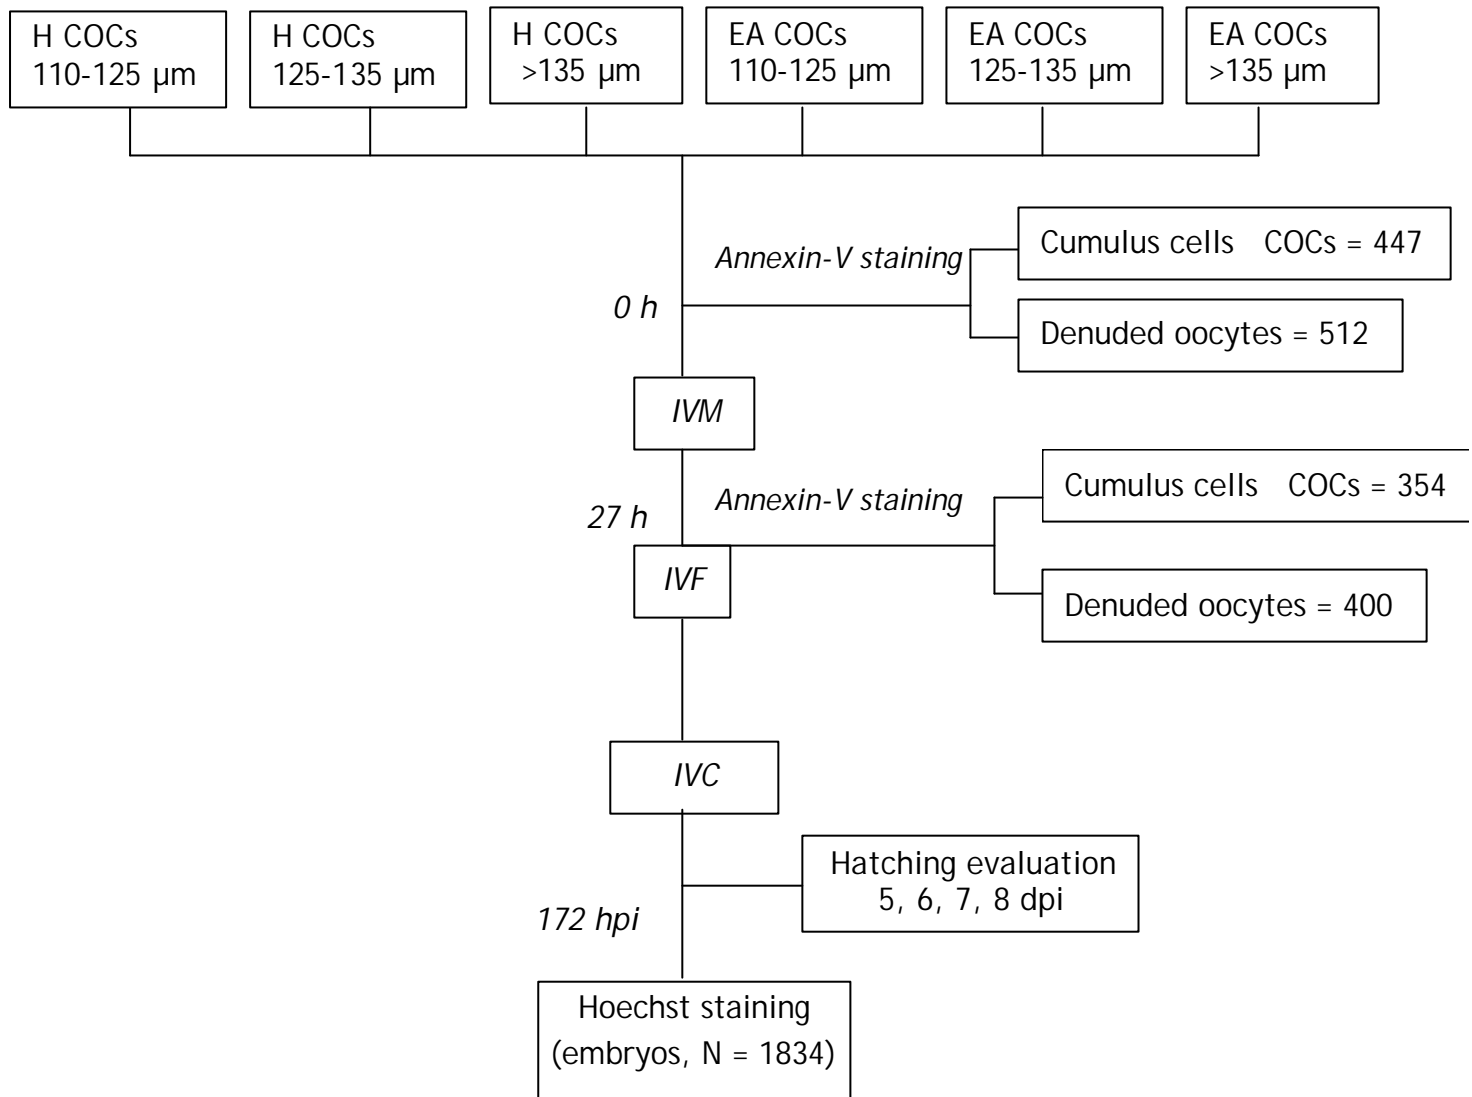 H COCs
110-125 µm
H COCs
125-135 µm
H COCs
>135 µm
EA COCs
110-125 µm
EA COCs
125-135 µm
EA COCs
>135 µm
Annexin-V staining
Cumulus cells COCs = 447
0 h
Denuded oocytes = 512
IVM
Annexin-V staining
Cumulus cells COCs = 354
27 h
IVF
Denuded oocytes = 400
IVC
Hatching evaluation
5, 6, 7, 8 dpi
172 hpi
Hoechst staining
(embryos, N = 1834)